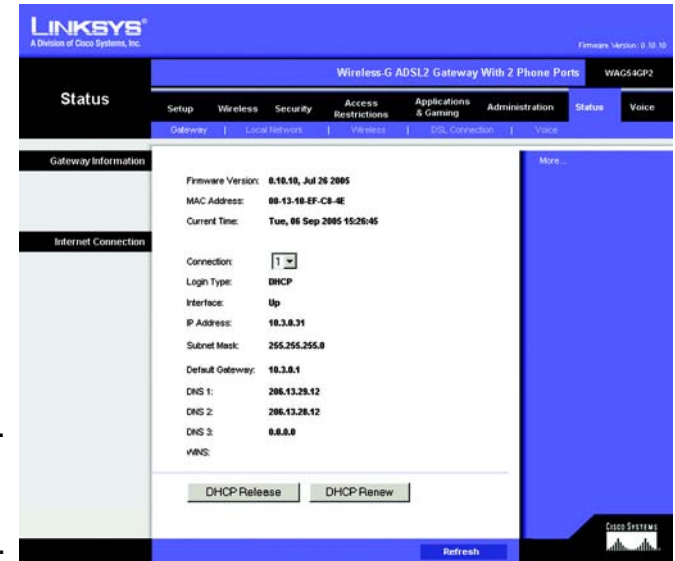 LINKSYS®
A Division of Cisco Systems, Inc.
Firmware Version: 0.10.10
Wireless-G ADSL2 Gateway With 2 Phone Ports WAG54GP2
Status
Setup Wireless Security Access Restrictions Applications & Gaming Administration Status Voice
Gateway | Local Network | Wireless | DSL Connection | Voice
Gateway Information
More...
Firmware Version: 0.10.10, Jul 26 2005
MAC Address: 00-13-10-EF-C8-4E
Current Time: Tue, 06 Sep 2005 15:26:45
Internet Connection
Connection: 1
Login Type: DHCP
Interface: Up
IP Address: 10.3.0.31
Subnet Mask: 255.255.255.0
Default Gateway: 10.3.0.1
DNS 1: 206.13.29.12
DNS 2: 206.13.28.12
DNS 3: 0.0.0.0
WINS:
DHCP Release DHCP Renew
Refresh
CISCO SYSTEMS